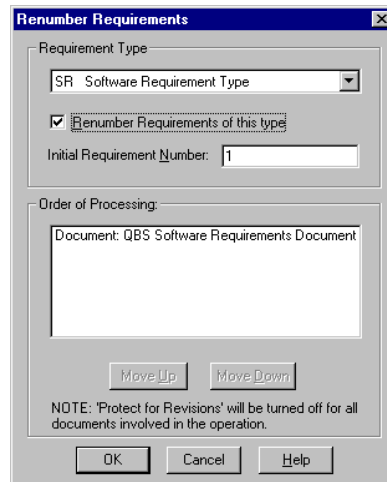 Renumber Requirements
Requirement Type
SR Software Requirement Type
Renumber Requirements of this type
Initial Requirement Number: 1
Order of Processing:
Document: QBS Software Requirements Document
Move Up Move Down
NOTE: 'Protect for Revisions' will be turned off for all
documents involved in the operation.
OK Cancel Help